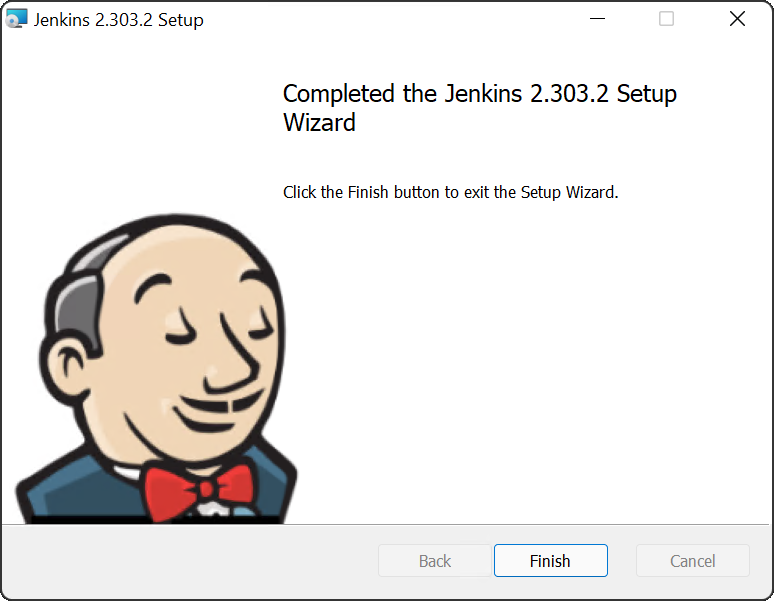 Jenkins 2.303.2 Setup
Completed the Jenkins 2.303.2 Setup
Wizard
Click the Finish button to exit the Setup Wizard.
Back
Finish
Cancel